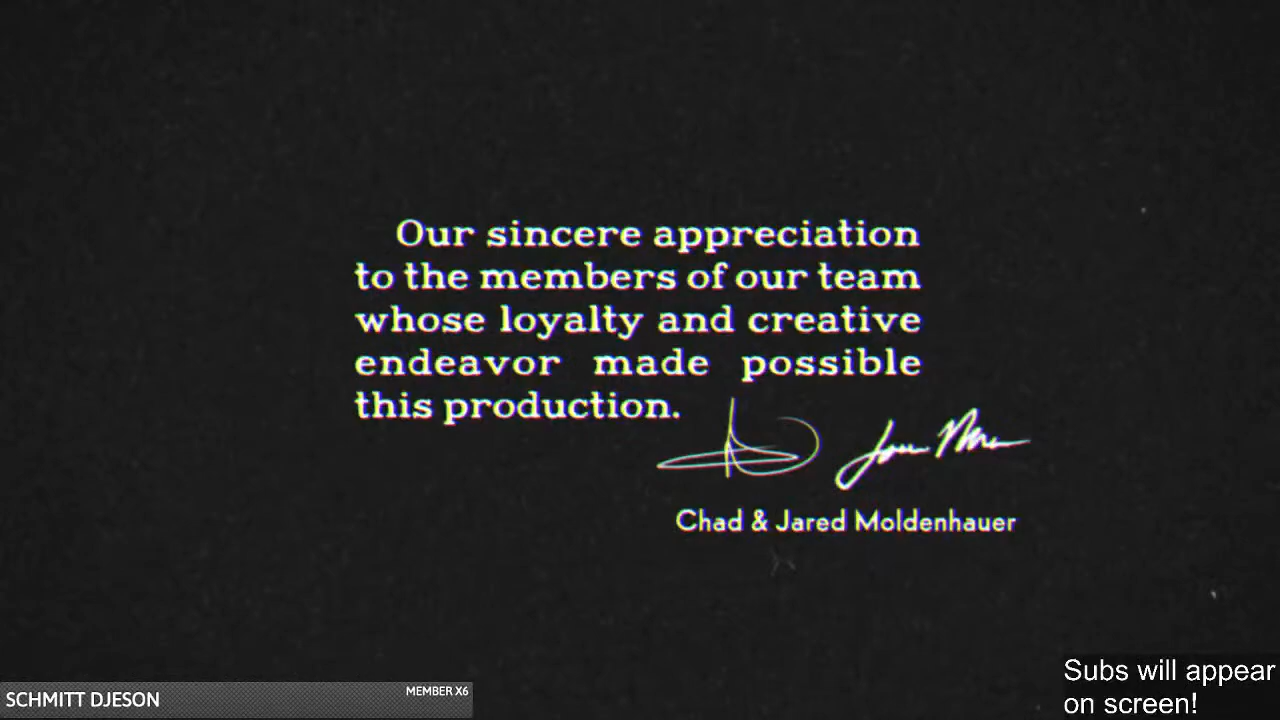 Our sincere appreciation
to the members of our team
whose loyalty and creative
endeavor made possible
this production.
Chad & Jared Moldenhauer
SCHMITT DJESON
MEMBER X6
Subs will appear
on screen!